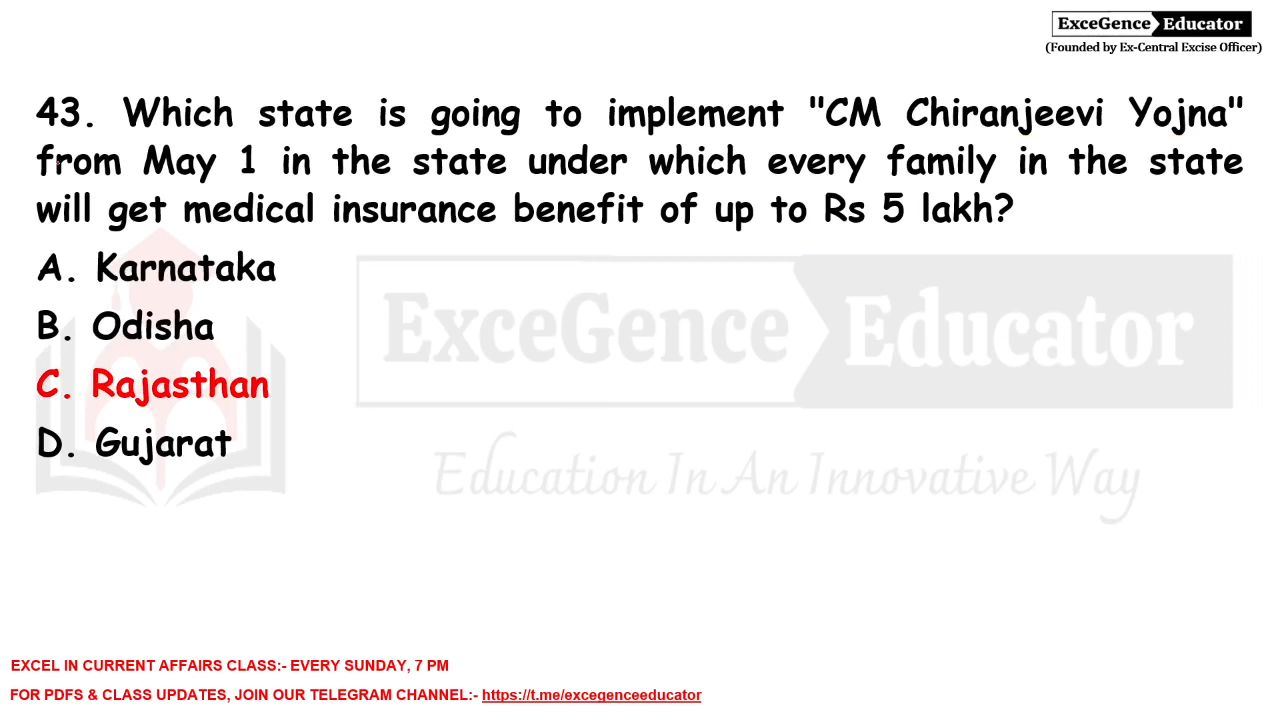 ExceGence Educator
(Founded by Ex-Central Excise Officer)
43. Which state is going to implement "CM Chiranjeevi Yojna"
from May 1 in the state under which every family in the state
will get medical insurance benefit of up to Rs 5 lakh?
A. Karnataka
B. Odisha
C. Rajasthan
D. Gujarat
ExceGence Educator
Education In An Innovative Way
EXCEL IN CURRENT AFFAIRS CLASS:- EVERY SUNDAY, 7 PM
FOR PDFS & CLASS UPDATES, JOIN OUR TELEGRAM CHANNEL:- https://t.me/excegenceeducator